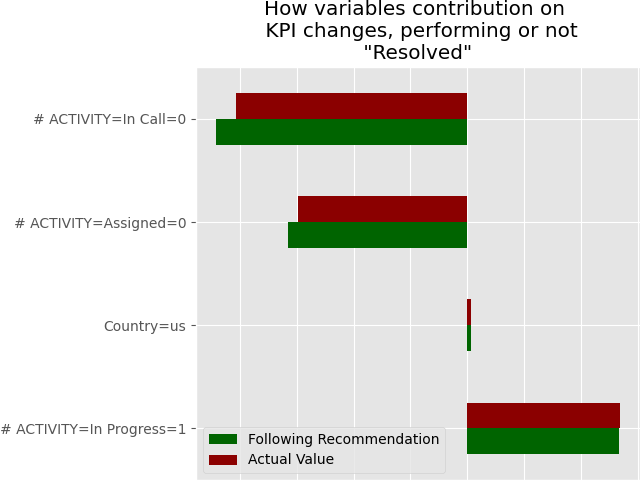 How variables contribution on
KPI changes, performing or not
"Resolved"
# ACTIVITY=In Call=0
# ACTIVITY=Assigned=0
Country=us
# ACTIVITY=In Progress=1
Following Recommendation
Actual Value